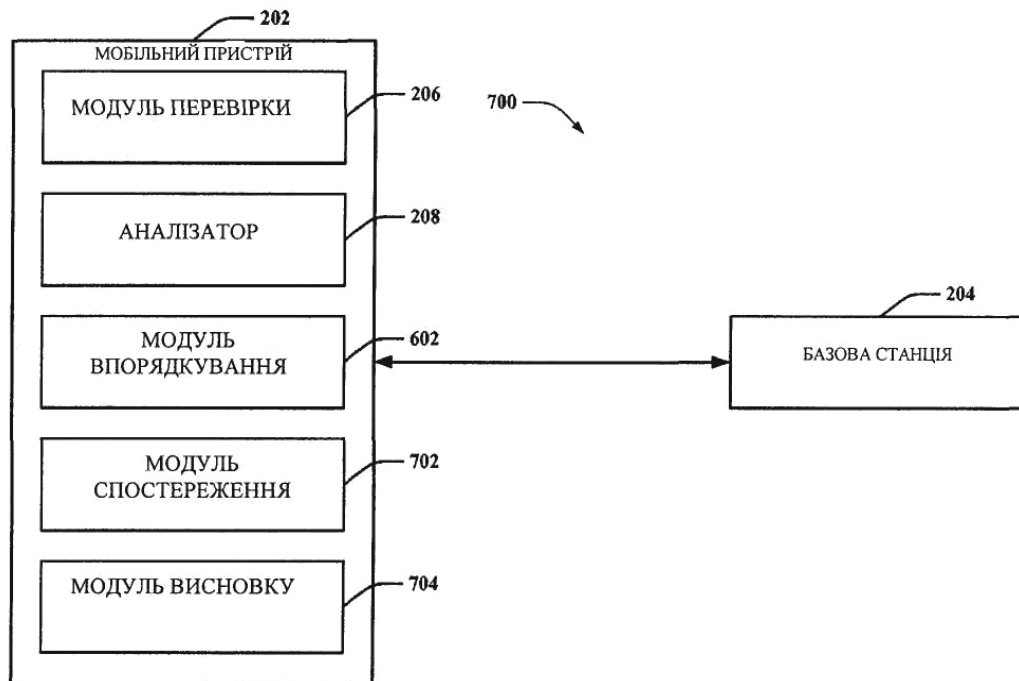 202
МОБІЛЬНИЙ ПРИСТРІЙ
МОДУЛЬ ПЕРЕВІРКИ
206
700
АНАЛІЗАТОР
208
204
МОДУЛЬ
ВПОРЯДКУВАННЯ
602
БАЗОВА СТАНЦІЯ
МОДУЛЬ
СПОСТЕРЕЖЕННЯ
702
МОДУЛЬ ВИСНОВКУ
704